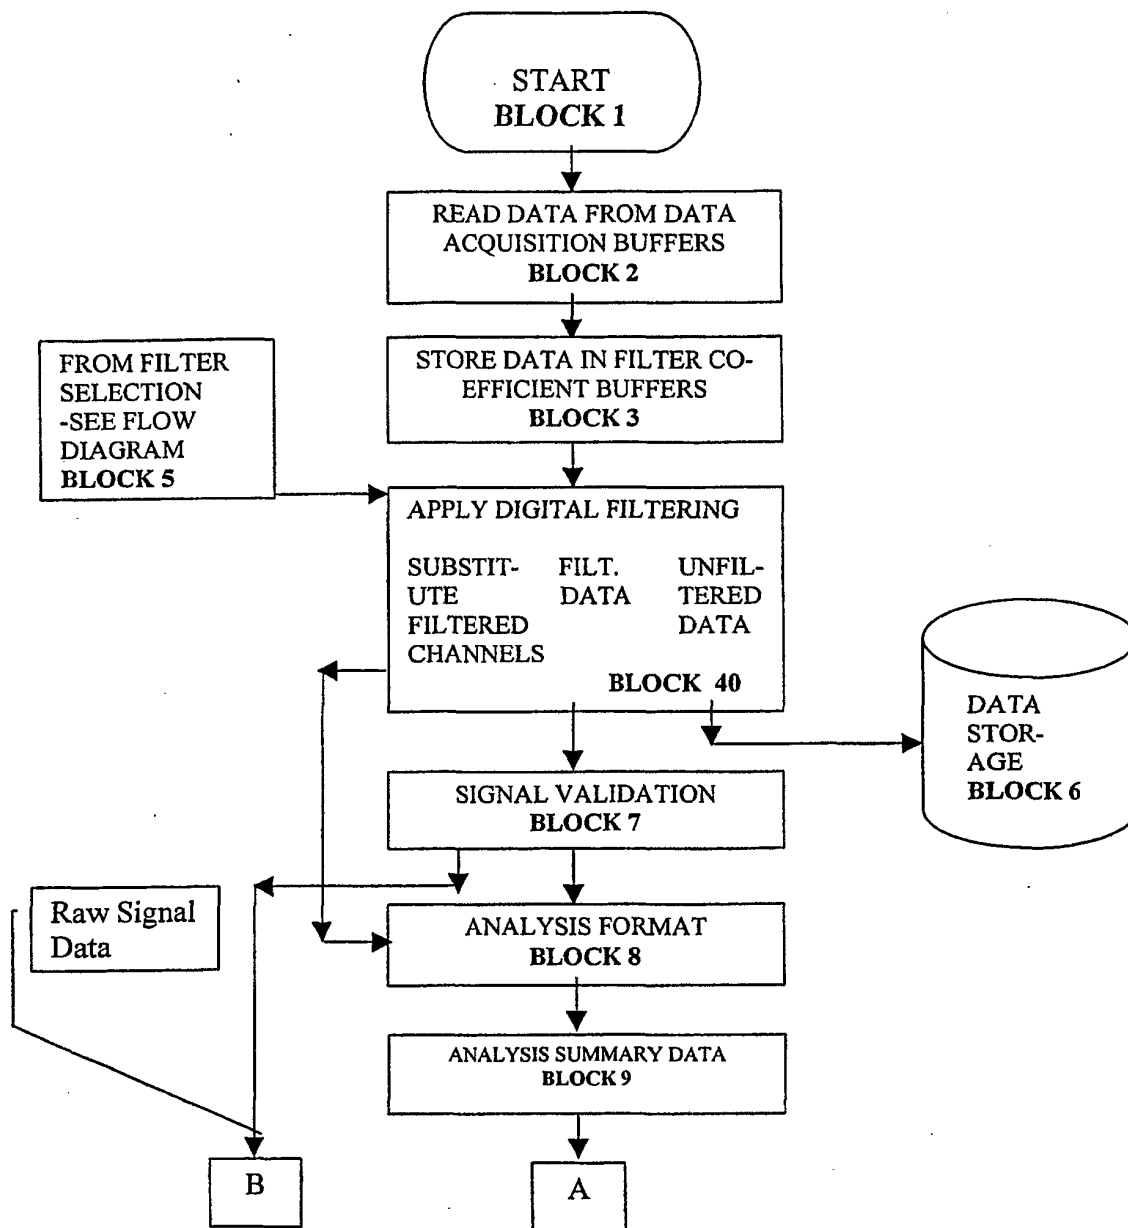 START
BLOCK 1
READ DATA FROM DATA
ACQUISITION BUFFERS
BLOCK 2
STORE DATA IN FILTER CO-
EFFICIENT BUFFERS
BLOCK 3
FROM FILTER
SELECTION
-SEE FLOW
DIAGRAM
BLOCK 5
APPLY DIGITAL FILTERING
SUBSTIT-
UTE
FILTERED
CHANNELS
FILT.
DATA
UNFIL-
TERED
DATA
BLOCK 40
DATA
STOR-
AGE
BLOCK 6
SIGNAL VALIDATION
BLOCK 7
Raw Signal
Data
ANALYSIS FORMAT
BLOCK 8
ANALYSIS SUMMARY DATA
BLOCK 9
B
A